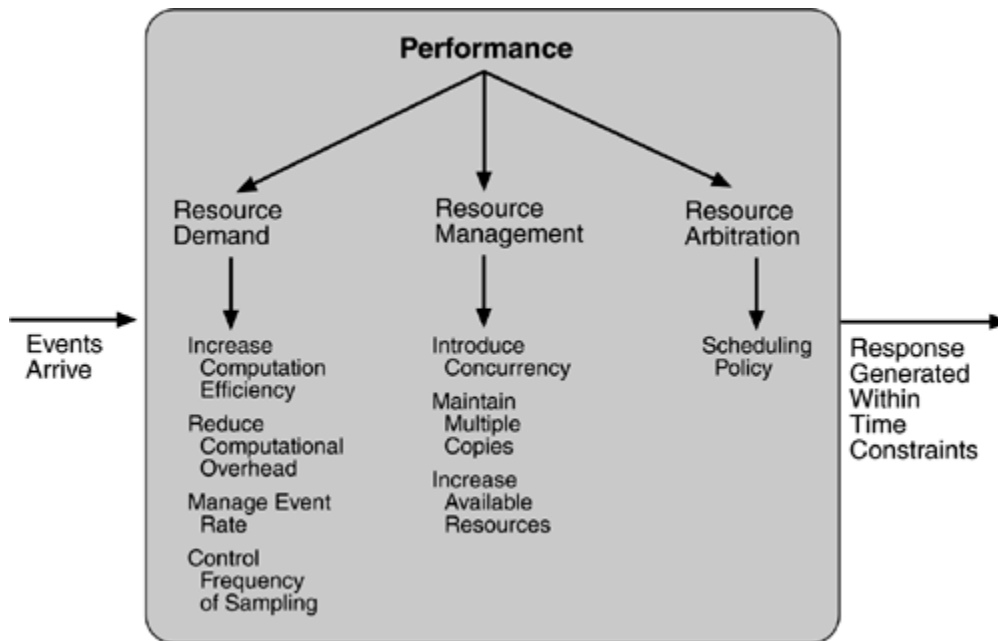 Performance
Resource
Demand
Resource
Management
Resource
Arbitration
Events
Arrive
Increase
Computation
Efficiency
Reduce
Computational
Overhead
Manage Event
Rate
Control
Frequency
of Sampling
Introduce
Concurrency
Maintain
Multiple
Copies
Increase
Available
Resources
Scheduling
Policy
Response
Generated
Within
Time
Constraints